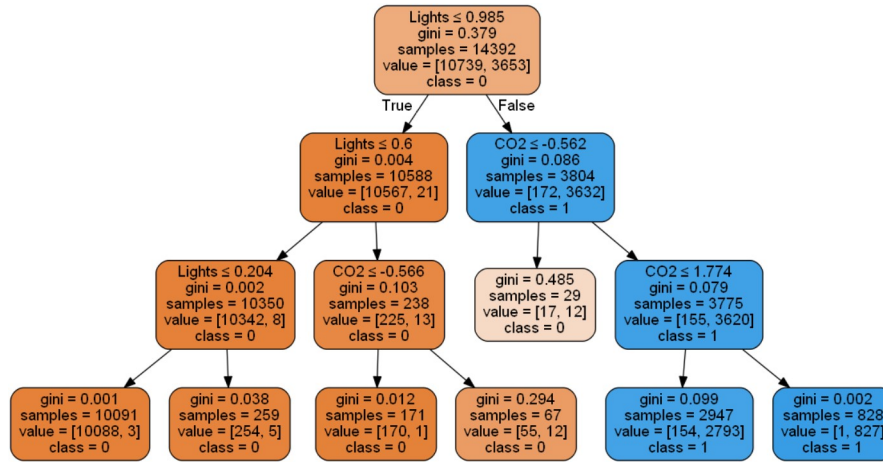 Lights ≤ 0.985
gini = 0.379
samples = 14392
value = [10739, 3653]
class = 0
True
False
Lights ≤ 0.6
gini = 0.004
samples = 10588
value = [10567, 21]
class = 0
CO2 ≤ -0.562
gini = 0.086
samples = 3804
value = [172, 3632]
class = 1
Lights ≤ 0.204
gini = 0.002
samples = 10350
value = [10342, 8]
class = 0
CO2 ≤ -0.566
gini = 0.103
samples = 238
value = [225, 13]
class = 0
gini = 0.485
samples = 29
value = [17, 12]
class = 0
CO2 ≤ 1.774
gini = 0.079
samples = 3775
value = [155, 3620]
class = 1
gini = 0.001
samples = 10091
value = [10088, 3]
class = 0
gini = 0.038
samples = 259
value = [254, 5]
class = 0
gini = 0.012
samples = 171
value = [170, 1]
class = 0
gini = 0.294
samples = 67
value = [55, 12]
class = 0
gini = 0.099
samples = 2947
value = [154, 2793]
class = 1
gini = 0.002
samples = 828
value = [1, 827]
class = 1